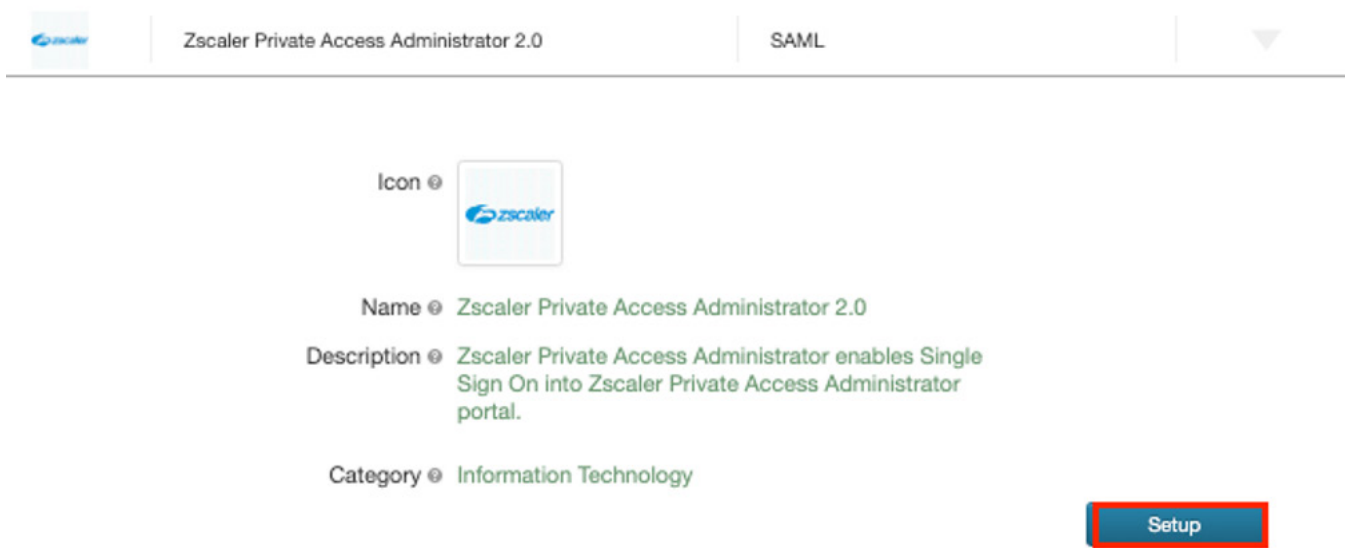 zscaler
Zscaler Private Access Administrator 2.0
SAML
Icon
zscaler
Name Zscaler Private Access Administrator 2.0
Description Zscaler Private Access Administrator enables Single
Sign On into Zscaler Private Access Administrator
portal.
Category Information Technology
Setup